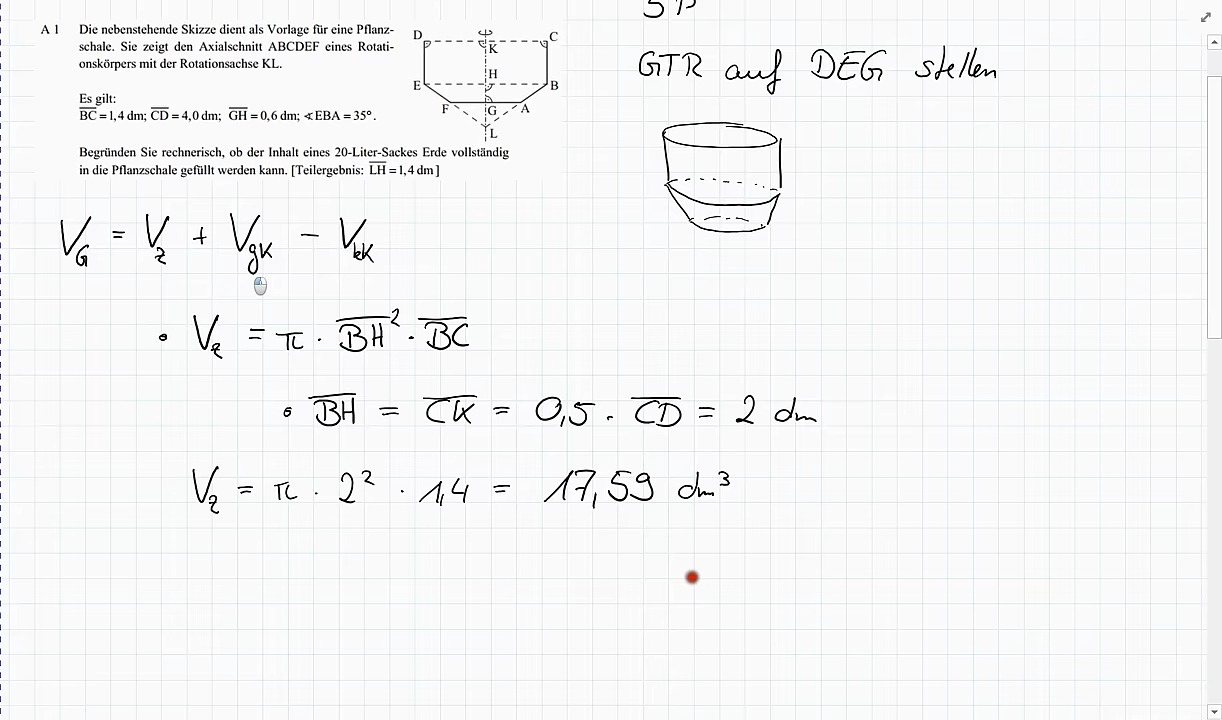 5 P
GTR auf DEG stellen
A 1 Die nebenstehende Skizze dient als Vorlage für eine Pflanz-
schale. Sie zeigt den Axialschnitt ABCDEF eines Rotati-
onskörpers mit der Rotationsachse KL.
Es gilt:
BC = 1,4 dm; CD = 4,0 dm; GH = 0,6 dm; ∢EBA = 35°.
Begründen Sie rechnerisch, ob der Inhalt eines 20-Liter-Sackes Erde vollständig
in die Pflanzschale gefüllt werden kann. [Teilergebnis: LH = 1,4 dm]
D C
K
H
E B
F G A
L
V_G = V_Z + V_gK − V_kK
• V_Z = π · BH² · BC
• BH = CK = 0,5 · CD = 2 dm
V_Z = π · 2² · 1,4 = 17,59 dm³